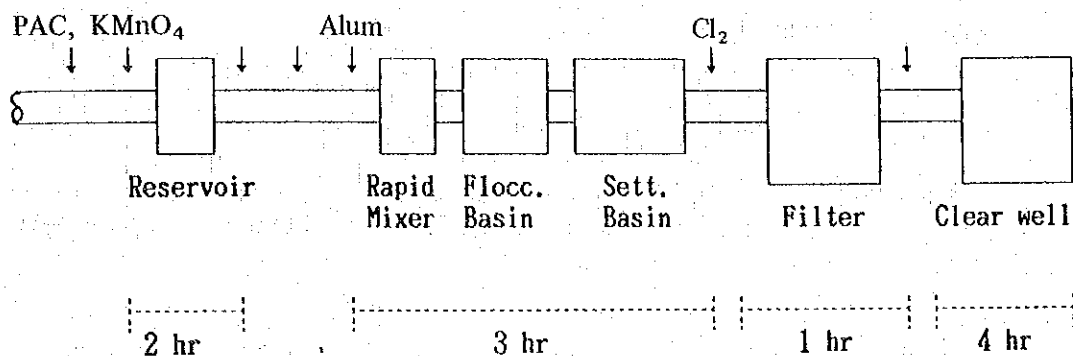 PAC, KMnO₄ Alum Cl₂
Reservoir Rapid Flocc. Sett. Filter Clear well
Mixer Basin Basin
2 hr 3 hr 1 hr 4 hr